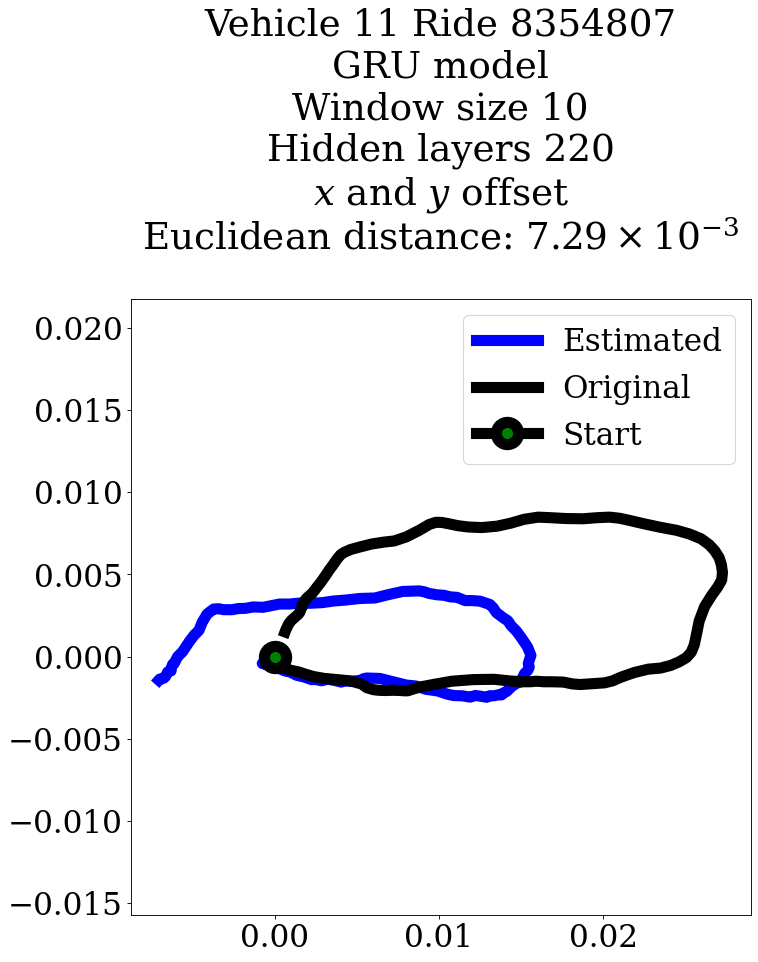 Vehicle 11 Ride 8354807
GRU model
Window size 10
Hidden layers 220
x and y offset
Euclidean distance: 7.29 × 10⁻³
Estimated
Original
Start
0.020
0.015
0.010
0.005
0.000
−0.005
−0.010
−0.015
0.00 0.01 0.02